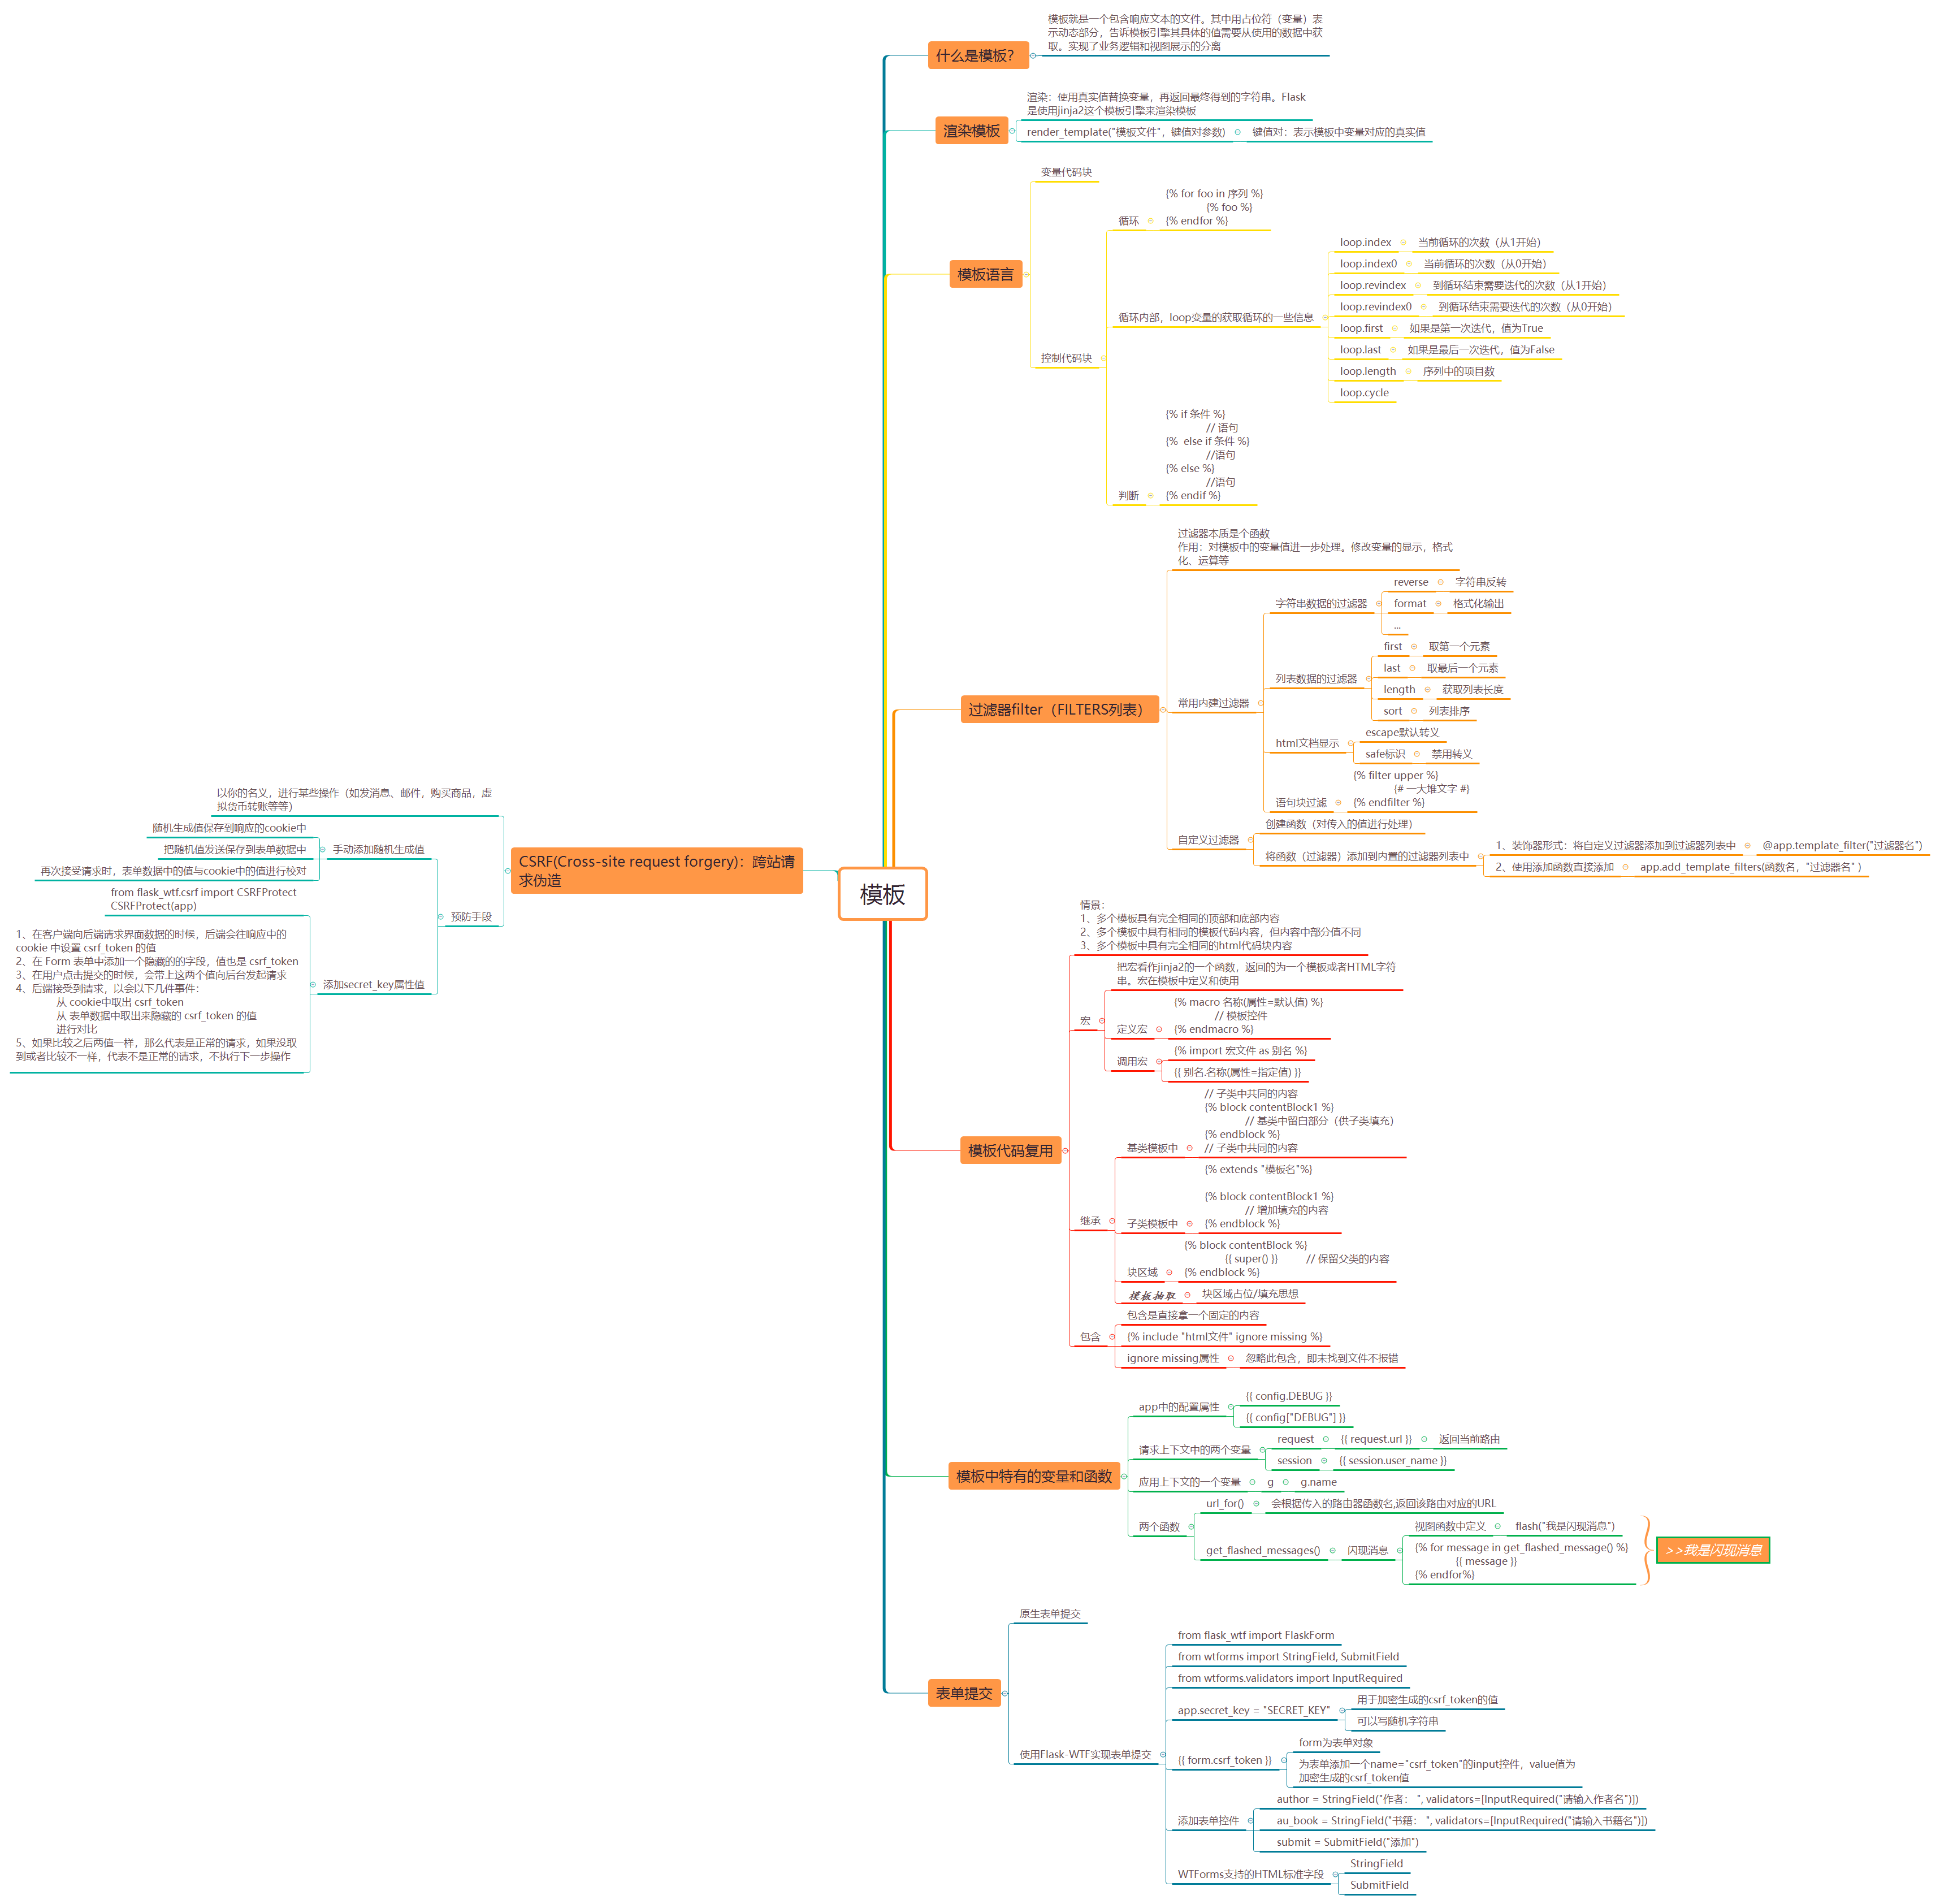 什么是模板？
模板就是一个包含响应文本的文件。其中用占位符（变量）表
示动态部分，告诉模板引擎其具体的值需要从使用的数据中获
取。实现了业务逻辑和视图展示的分离
渲染模板
渲染：使用真实值替换变量，再返回最终得到的字符串。Flask
是使用jinja2这个模板引擎来渲染模板
render_template("模板文件"，键值对参数)
键值对：表示模板中变量对应的真实值
模板语言
变量代码块
控制代码块
循环
{% for foo in 序列 %}
{% foo %}
{% endfor %}
循环内部，loop变量的获取循环的一些信息
loop.index
当前循环的次数（从1开始）
loop.index0
当前循环的次数（从0开始）
loop.revindex
到循环结束需要迭代的次数（从1开始）
loop.revindex0
到循环结束需要迭代的次数（从0开始）
loop.first
如果是第一次迭代，值为True
loop.last
如果是最后一次迭代，值为False
loop.length
序列中的项目数
loop.cycle
判断
{% if 条件 %}
// 语句
{%  else if 条件 %}
//语句
{% else %}
//语句
{% endif %}
过滤器filter（FILTERS列表）
过滤器本质是个函数
作用：对模板中的变量值进一步处理。修改变量的显示，格式
化、运算等
常用内建过滤器
字符串数据的过滤器
reverse
字符串反转
format
格式化输出
...
列表数据的过滤器
first
取第一个元素
last
取最后一个元素
length
获取列表长度
sort
列表排序
html文档显示
escape默认转义
safe标识
禁用转义
语句块过滤
{% filter upper %}
{# 一大堆文字 #}
{% endfilter %}
自定义过滤器
创建函数（对传入的值进行处理）
将函数（过滤器）添加到内置的过滤器列表中
1、装饰器形式：将自定义过滤器添加到过滤器列表中
@app.template_filter("过滤器名")
2、使用添加函数直接添加
app.add_template_filters(函数名，"过滤器名" )
模板
CSRF(Cross-site request forgery)：跨站请
求伪造
以你的名义，进行某些操作（如发消息、邮件，购买商品，虚
拟货币转账等等）
预防手段
手动添加随机生成值
随机生成值保存到响应的cookie中
把随机值发送保存到表单数据中
再次接受请求时，表单数据中的值与cookie中的值进行校对
添加secret_key属性值
from flask_wtf.csrf import CSRFProtect
CSRFProtect(app)
1、在客户端向后端请求界面数据的时候，后端会往响应中的
cookie 中设置 csrf_token 的值
2、在 Form 表单中添加一个隐藏的的字段，值也是 csrf_token
3、在用户点击提交的时候，会带上这两个值向后台发起请求
4、后端接受到请求，以会以下几件事件：
从 cookie中取出 csrf_token
从 表单数据中取出来隐藏的 csrf_token 的值
进行对比
5、如果比较之后两值一样，那么代表是正常的请求，如果没取
到或者比较不一样，代表不是正常的请求，不执行下一步操作
模板代码复用
情景：
1、多个模板具有完全相同的顶部和底部内容
2、多个模板中具有相同的模板代码内容，但内容中部分值不同
3、多个模板中具有完全相同的html代码块内容
宏
把宏看作jinja2的一个函数，返回的为一个模板或者HTML字符
串。宏在模板中定义和使用
定义宏
{% macro 名称(属性=默认值) %}
// 模板控件
{% endmacro %}
调用宏
{% import 宏文件 as 别名 %}
{{ 别名.名称(属性=指定值) }}
继承
基类模板中
// 子类中共同的内容
{% block contentBlock1 %}
// 基类中留白部分（供子类填充）
{% endblock %}
// 子类中共同的内容
子类模板中
{% extends "模板名"%}
{% block contentBlock1 %}
// 增加填充的内容
{% endblock %}
块区域
{% block contentBlock %}
{{ super() }}        // 保留父类的内容
{% endblock %}
模板抽取
块区域占位/填充思想
包含
包含是直接拿一个固定的内容
{% include "html文件" ignore missing %}
ignore missing属性
忽略此包含，即未找到文件不报错
模板中特有的变量和函数
app中的配置属性
{{ config.DEBUG }}
{{ config["DEBUG"] }}
请求上下文中的两个变量
request
{{ request.url }}
返回当前路由
session
{{ session.user_name }}
应用上下文的一个变量
g
g.name
两个函数
url_for()
会根据传入的路由器函数名,返回该路由对应的URL
get_flashed_messages()
闪现消息
视图函数中定义
flash("我是闪现消息")
{% for message in get_flashed_message() %}
{{ message }}
{% endfor%}
>>我是闪现消息
表单提交
原生表单提交
使用Flask-WTF实现表单提交
from flask_wtf import FlaskForm
from wtforms import StringField, SubmitField
from wtforms.validators import InputRequired
app.secret_key = "SECRET_KEY"
用于加密生成的csrf_token的值
可以写随机字符串
{{ form.csrf_token }}
form为表单对象
为表单添加一个name="csrf_token"的input控件，value值为
加密生成的csrf_token值
添加表单控件
author = StringField("作者： ", validators=[InputRequired("请输入作者名")])
au_book = StringField("书籍： ", validators=[InputRequired("请输入书籍名")])
submit = SubmitField("添加")
WTForms支持的HTML标准字段
StringField
SubmitField